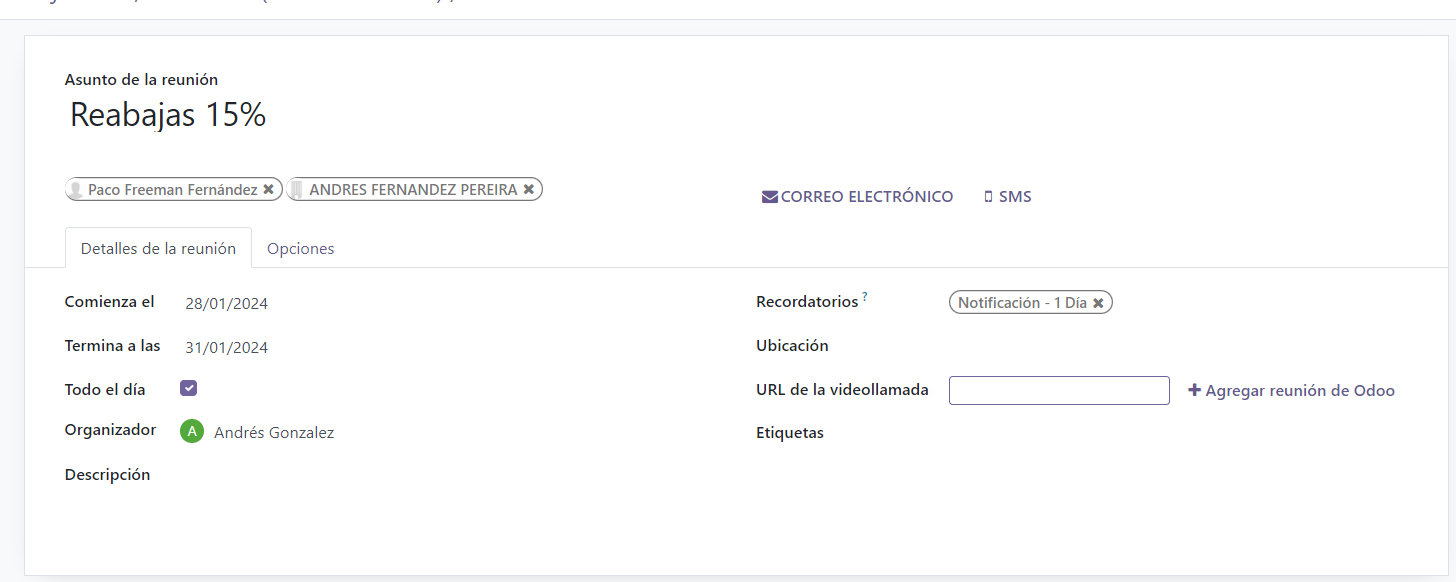 Asunto de la reunión
Reabajas 15%
Paco Freeman Fernández ✖ ANDRES FERNANDEZ PEREIRA ✖
CORREO ELECTRÓNICO SMS
Detalles de la reunión Opciones
Comienza el 28/01/2024
Termina a las 31/01/2024
Todo el día
Organizador A Andrés Gonzalez
Descripción
Recordatorios ? Notificación - 1 Día ✖
Ubicación
URL de la videollamada + Agregar reunión de Odoo
Etiquetas